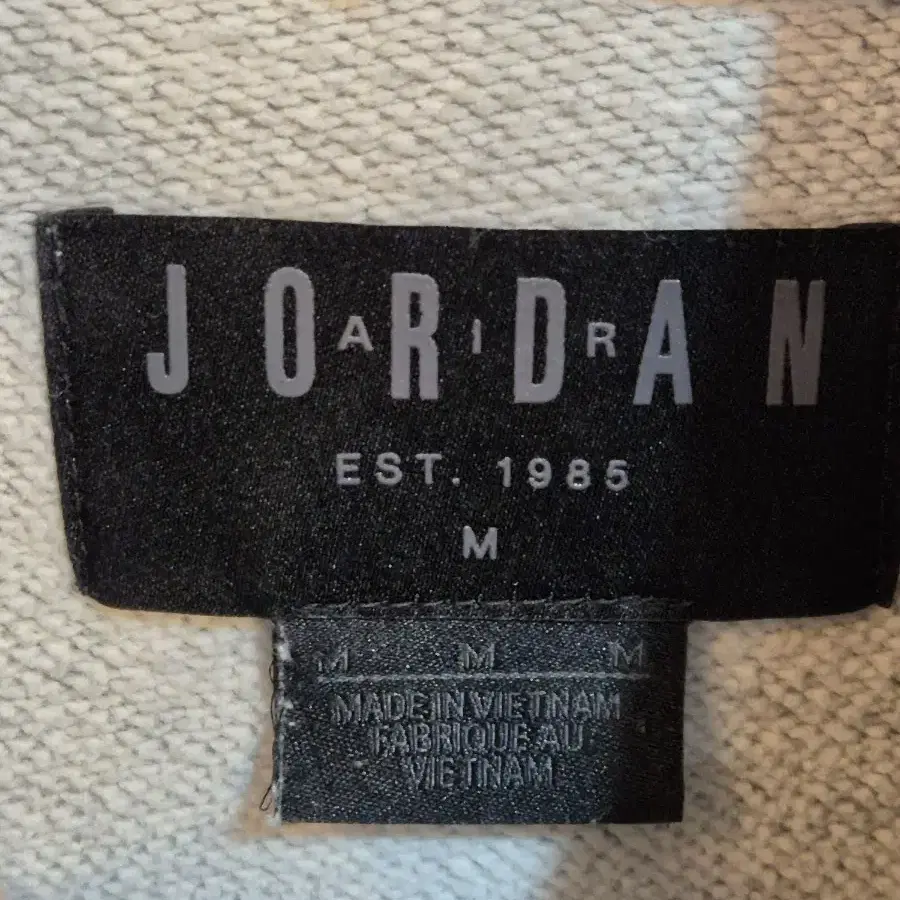 JORDAN
AIR
EST. 1985
M
M M M
MADE IN VIETNAM
FABRIQUE AU
VIETNAM